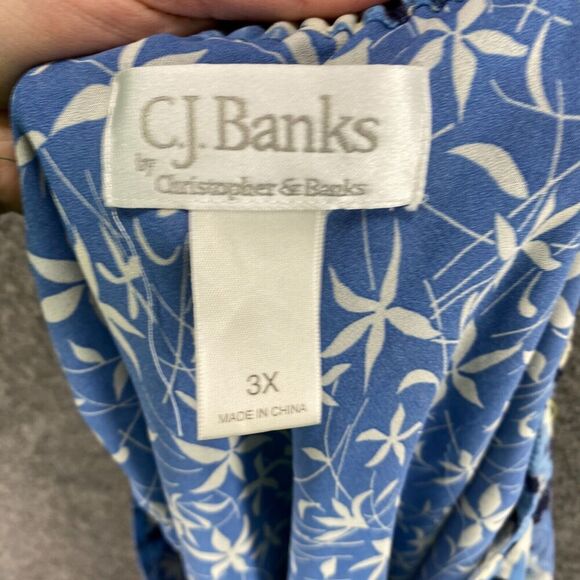 C.J. Banks
by
Christopher & Banks
3X
MADE IN CHINA